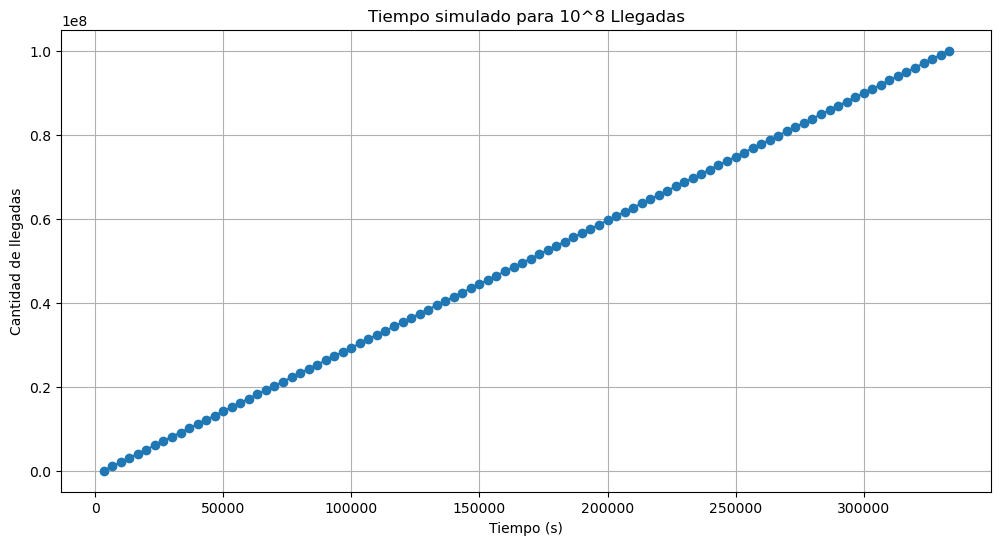 Tiempo simulado para 10^8 Llegadas
1e8
1.0
0.8
0.6
0.4
0.2
0.0
Cantidad de llegadas
0 50000 100000 150000 200000 250000 300000
Tiempo (s)